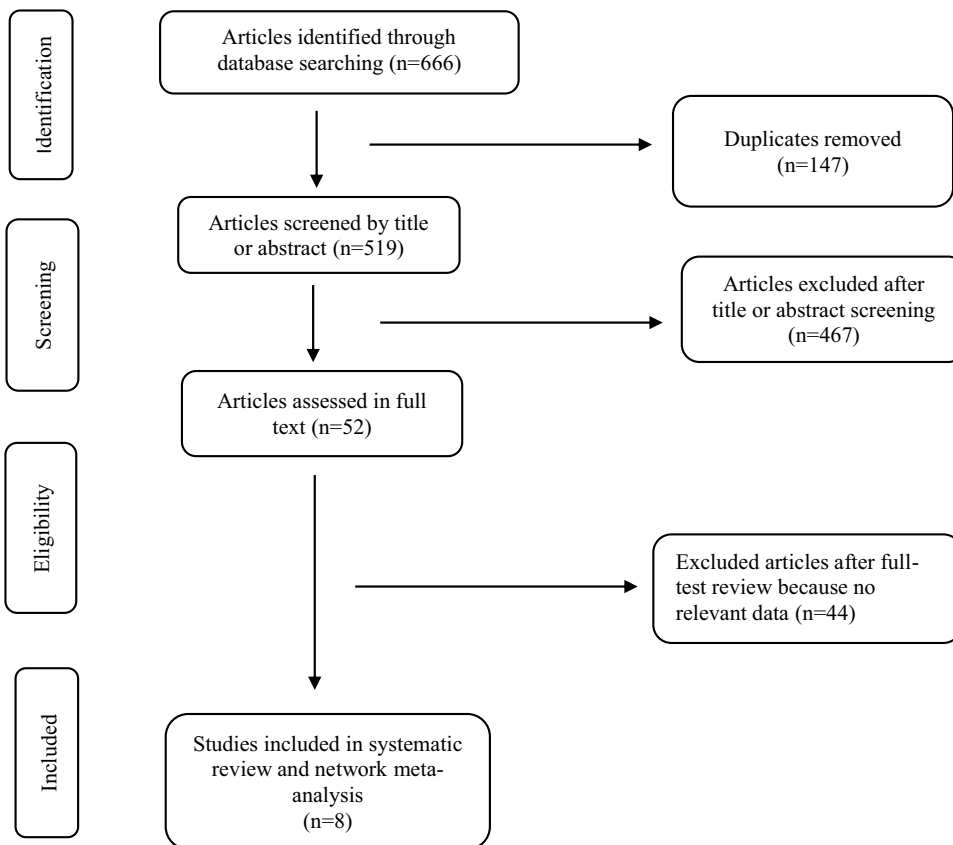 Identification
Articles identified through
database searching (n=666)
Duplicates removed
(n=147)
Screening
Articles screened by title
or abstract (n=519)
Articles excluded after
title or abstract screening
(n=467)
Articles assessed in full
text (n=52)
Eligibility
Excluded articles after full-
test review because no
relevant data (n=44)
Included
Studies included in systematic
review and network meta-
analysis
(n=8)